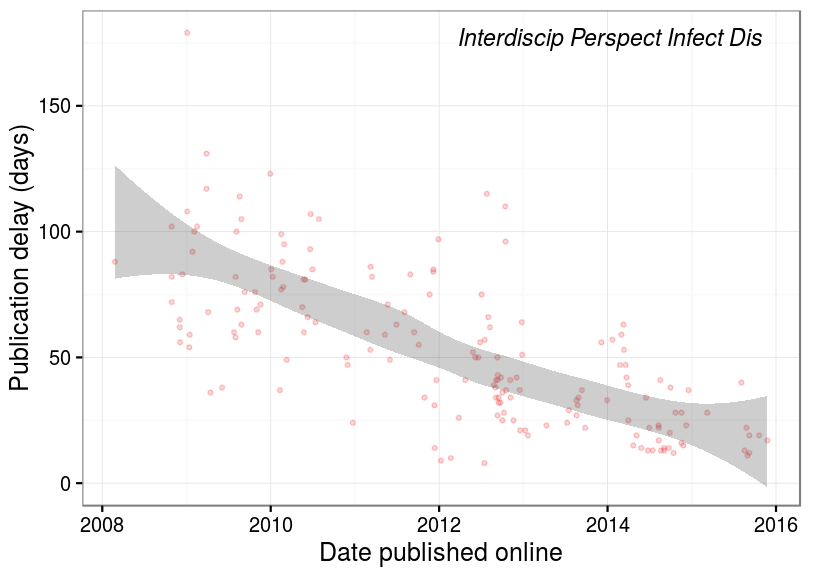 Interdiscip Perspect Infect Dis
Publication delay (days)
150
100
50
0
2008 2010 2012 2014 2016
Date published online